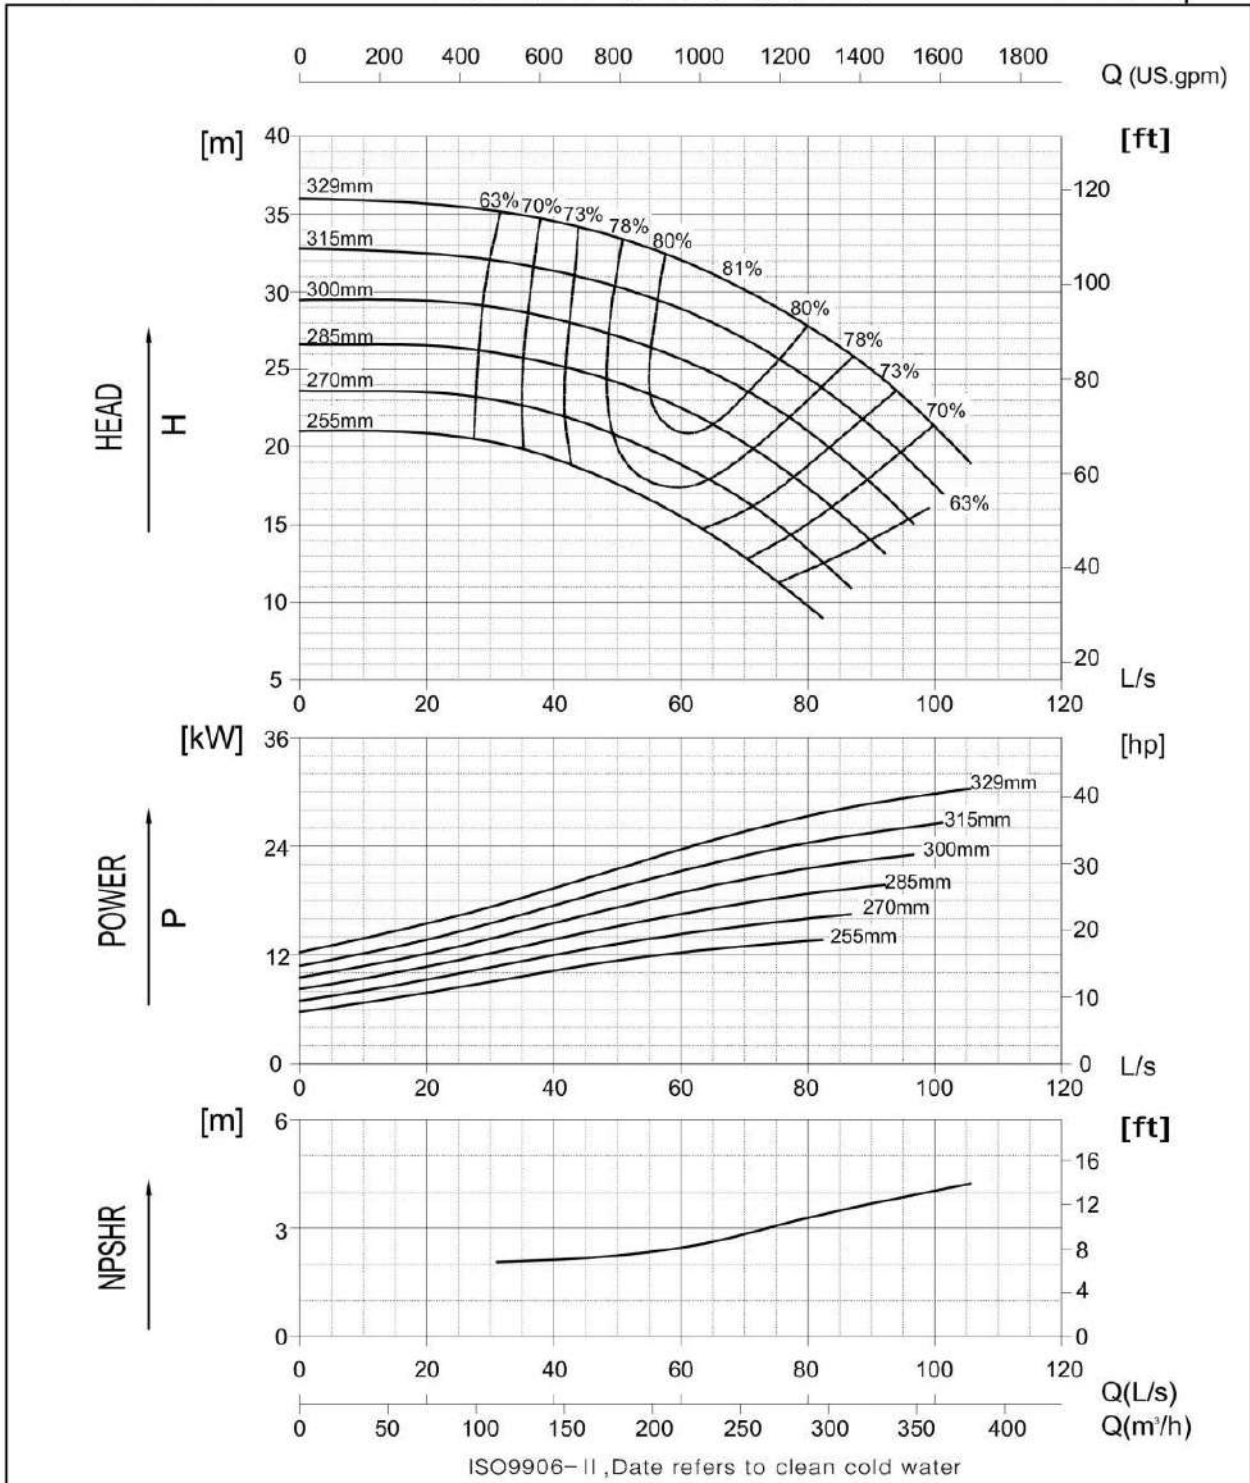 0 200 400 600 800 1000 1200 1400 1600 1800
Q (US.gpm)
[m] 40 [ft]
329mm 63% 70% 73% 78% 80% 120
35
315mm 81% 100
30 300mm 80%
285mm 78%
25 270mm 73% 80
255mm 70%
20 60
63%
15
40
10
20
5 L/s
0 20 40 60 80 100 120
HEAD
H
[kW] 36 [hp]
329mm 40
315mm
24 300mm 30
285mm
270mm 20
12 255mm
10
0 0 L/s
0 20 40 60 80 100 120
POWER
P
[m] 6 [ft]
16
12
3
8
4
0 0
0 20 40 60 80 100 120
NPSHR
Q(L/s)
0 50 100 150 200 250 300 350 400 Q(m³/h)
ISO9906-II ,Date refers to clean cold water